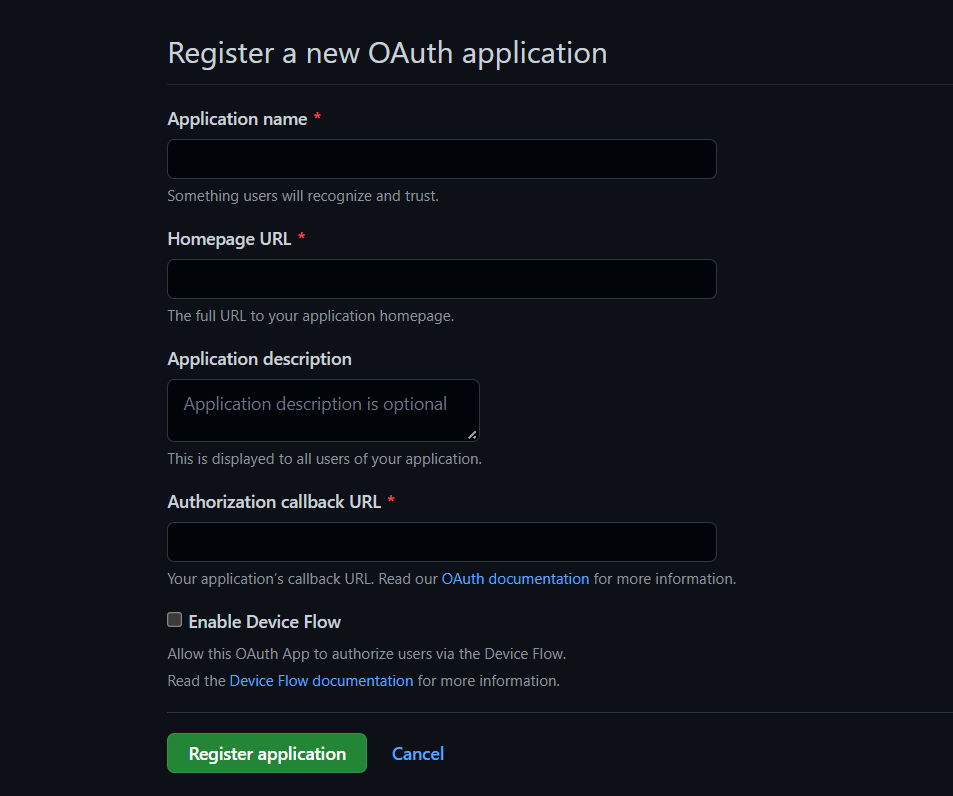 Register a new OAuth application
Application name *
Something users will recognize and trust.
Homepage URL *
The full URL to your application homepage.
Application description
Application description is optional
This is displayed to all users of your application.
Authorization callback URL *
Your application’s callback URL. Read our OAuth documentation for more information.
Enable Device Flow
Allow this OAuth App to authorize users via the Device Flow.
Read the Device Flow documentation for more information.
Register application Cancel